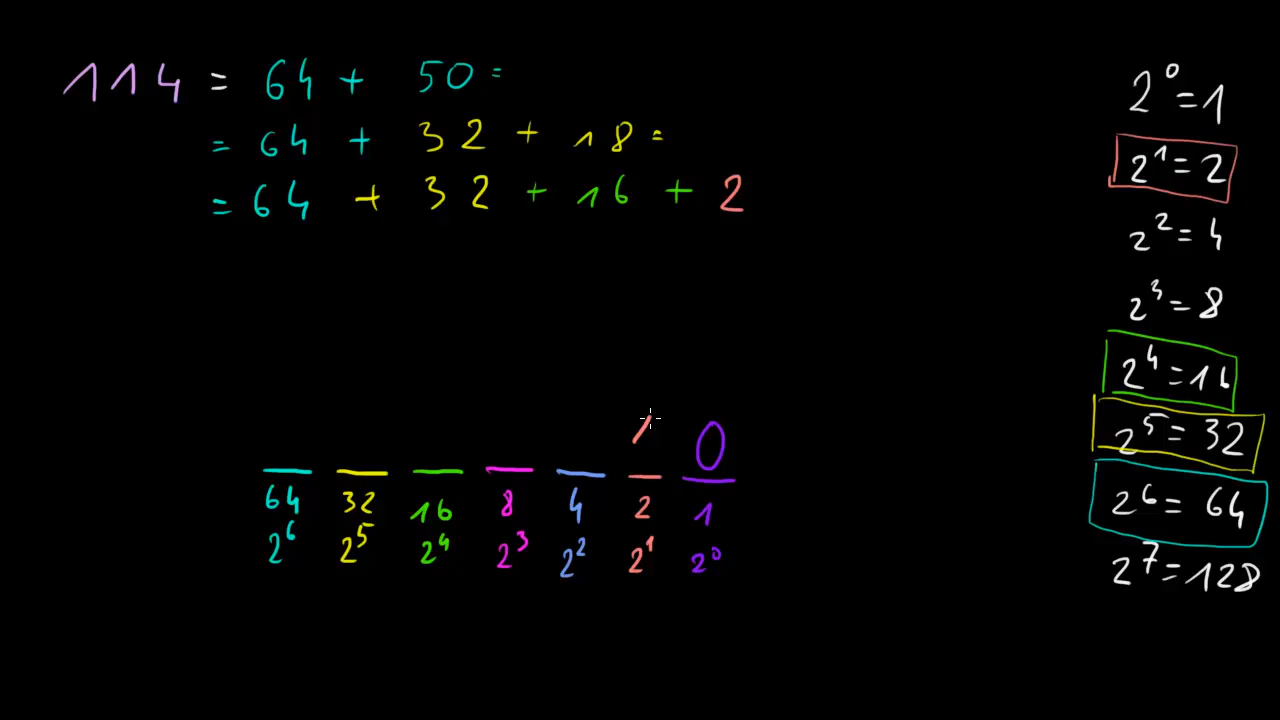 114 = 64 + 50 =
= 64 + 32 + 18 =
= 64 + 32 + 16 + 2
2⁰ = 1
2¹ = 2
2² = 4
2³ = 8
2⁴ = 16
2⁵ = 32
2⁶ = 64
2⁷ = 128
1 0
64 32 16 8 4 2 1
2⁶ 2⁵ 2⁴ 2³ 2² 2¹ 2⁰